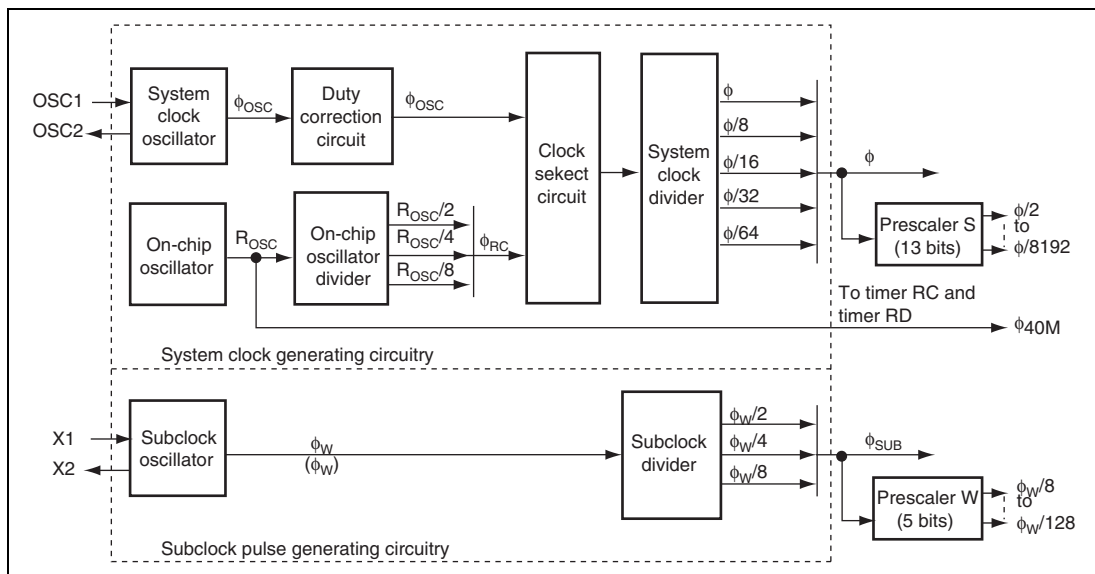 OSC1
OSC2
System
clock
oscillator
ϕOSC
Duty
correction
circuit
ϕOSC
Clock
sekect
circuit
System
clock
divider
ϕ
ϕ/8
ϕ/16
ϕ/32
ϕ/64
ϕ
Prescaler S
(13 bits)
ϕ/2
to
ϕ/8192
On-chip
oscillator
ROSC
On-chip
oscillator
divider
ROSC/2
ROSC/4
ROSC/8
ϕRC
To timer RC and
timer RD
ϕ40M
System clock generating circuitry
X1
X2
Subclock
oscillator
ϕW
(ϕW)
Subclock
divider
ϕW/2
ϕW/4
ϕW/8
ϕSUB
Prescaler W
(5 bits)
ϕW/8
to
ϕW/128
Subclock pulse generating circuitry